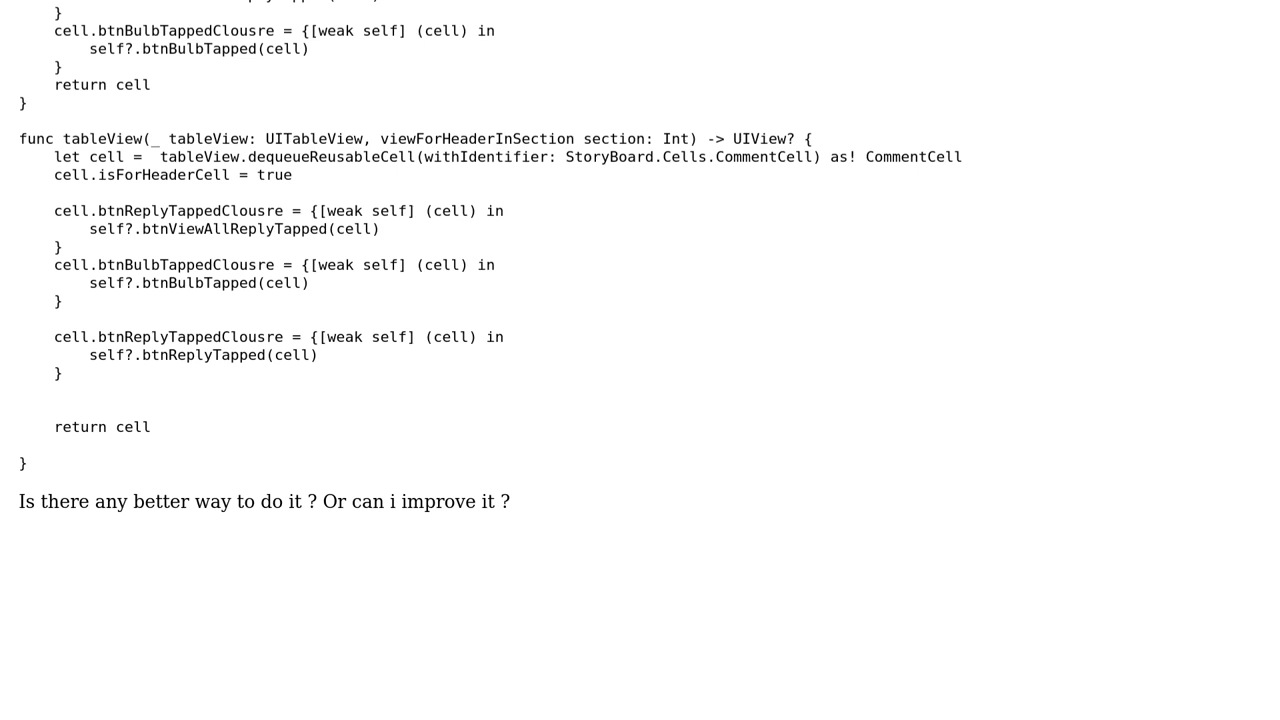 }
cell.btnBulbTappedClousre = {[weak self] (cell) in
self?.btnBulbTapped(cell)
}
return cell
}
func tableView(_ tableView: UITableView, viewForHeaderInSection section: Int) -> UIView? {
let cell =  tableView.dequeueReusableCell(withIdentifier: StoryBoard.Cells.CommentCell) as! CommentCell
cell.isForHeaderCell = true
cell.btnReplyTappedClousre = {[weak self] (cell) in
self?.btnViewAllReplyTapped(cell)
}
cell.btnBulbTappedClousre = {[weak self] (cell) in
self?.btnBulbTapped(cell)
}
cell.btnReplyTappedClousre = {[weak self] (cell) in
self?.btnReplyTapped(cell)
}
return cell
}
Is there any better way to do it ? Or can i improve it ?